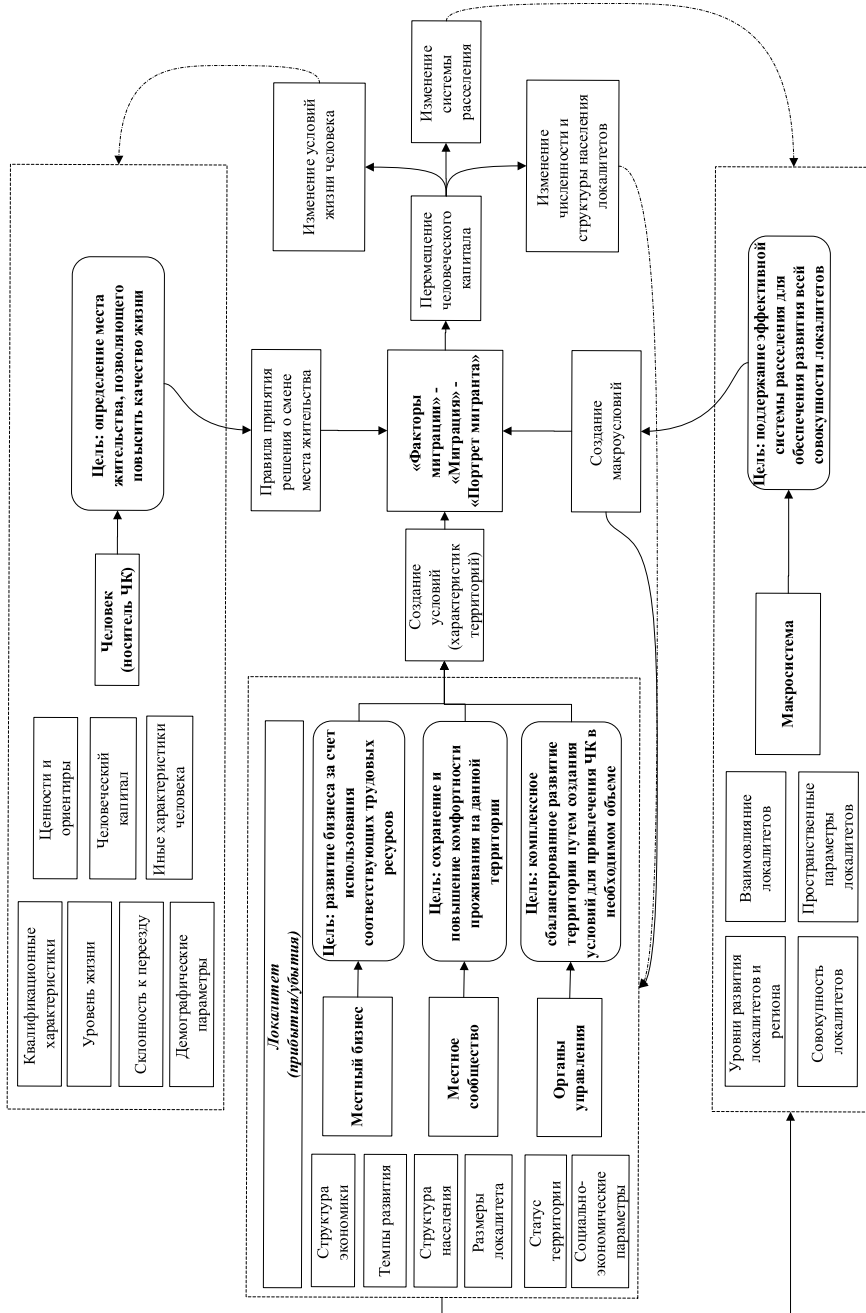 Квалификационные
характеристики
Уровень жизни
Склонность к переезду
Демографические
параметры
Ценности и
ориентиры
Человеческий
капитал
Иные характеристики
человека
Человек
(носитель ЧК)
Цель: определение места
жительства, позволяющего
повысить качество жизни
Локалитет
(прибытия/убытия)
Структура
экономики
Темпы развития
Структура
населения
Размеры
локалитета
Статус
территории
Социально-
экономические
параметры
Местный бизнес
Местное
сообщество
Органы
управления
Цель: развитие бизнеса за счет
использования
соответствующих трудовых
ресурсов
Цель: сохранение и
повышение комфортности
проживания на данной
территории
Цель: комплексное
сбалансированное развитие
территории путем создания
условий для привлечения ЧК в
необходимом объеме
Создание
условий
(характеристик
территорий)
Правила принятия
решения о смене
места жительства
«Факторы
миграции» -
«Миграция» -
«Портрет мигранта»
Создание
макроусловий
Перемещение
человеческого
капитала
Изменение условий
жизни человека
Изменение
системы
расселения
Изменение
численности и
структуры населения
локалитетов
Уровни развития
локалитетов и
региона
Совокупность
локалитетов
Взаимовлияние
локалитетов
Пространственные
параметры
локалитетов
Макросистема
Цель: поддержание эффективной
системы расселения для
обеспечения развития всей
совокупности локалитетов